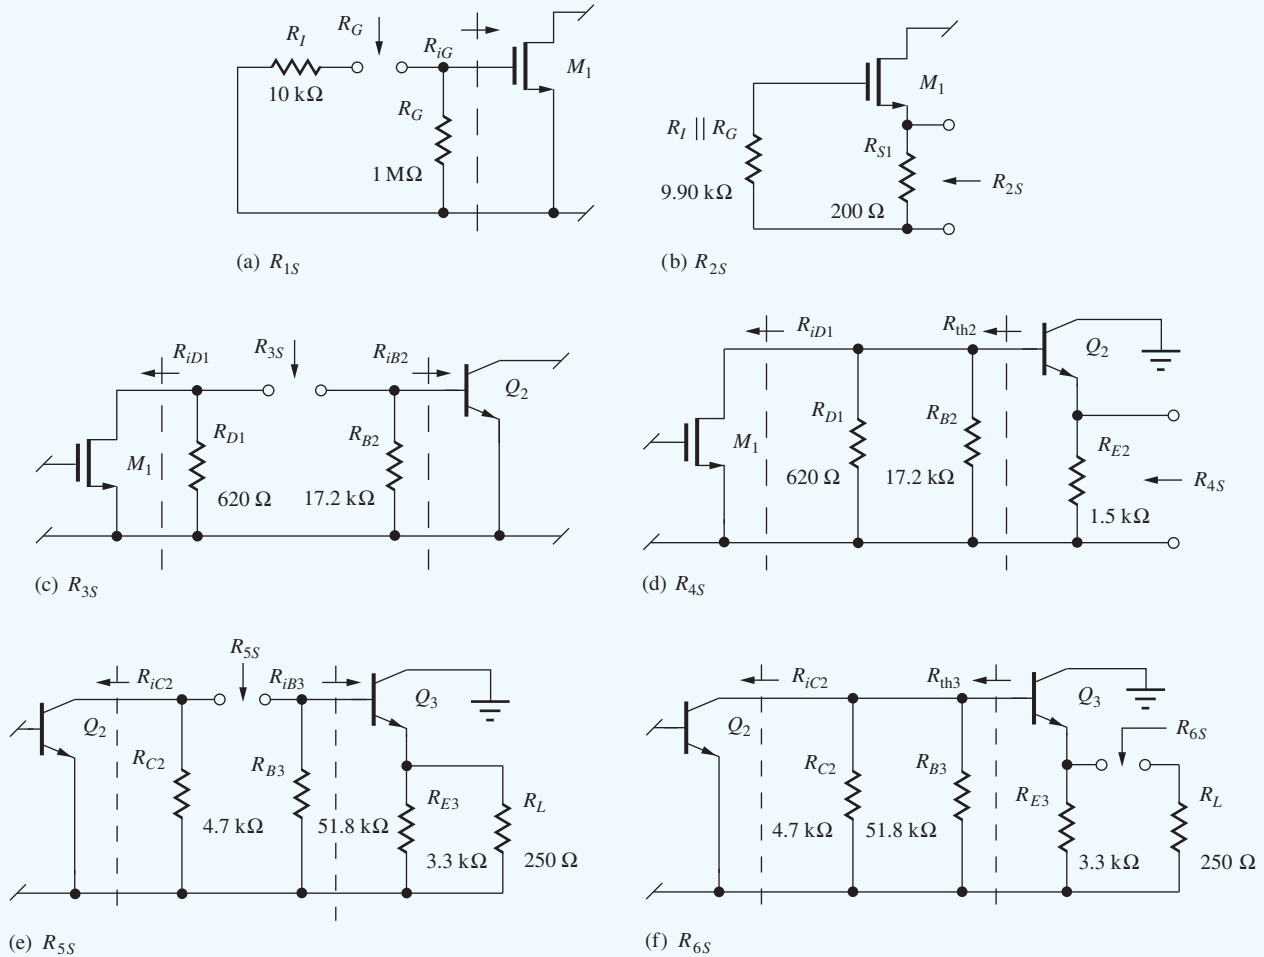 R_I
10 kΩ
R_G
R_iG
R_G
1 MΩ
M_1
(a) R_1S
M_1
R_I || R_G
9.90 kΩ
R_S1
200 Ω
R_2S
(b) R_2S
R_iD1
R_3S
R_iB2
Q_2
M_1
R_D1
620 Ω
R_B2
17.2 kΩ
(c) R_3S
R_iD1
R_th2
Q_2
M_1
R_D1
620 Ω
R_B2
17.2 kΩ
R_E2
1.5 kΩ
R_4S
(d) R_4S
R_iC2
R_5S
R_iB3
Q_3
Q_2
R_C2
4.7 kΩ
R_B3
51.8 kΩ
R_E3
3.3 kΩ
R_L
250 Ω
(e) R_5S
R_iC2
R_th3
Q_3
Q_2
R_6S
R_C2
4.7 kΩ
R_B3
51.8 kΩ
R_E3
3.3 kΩ
R_L
250 Ω
(f) R_6S